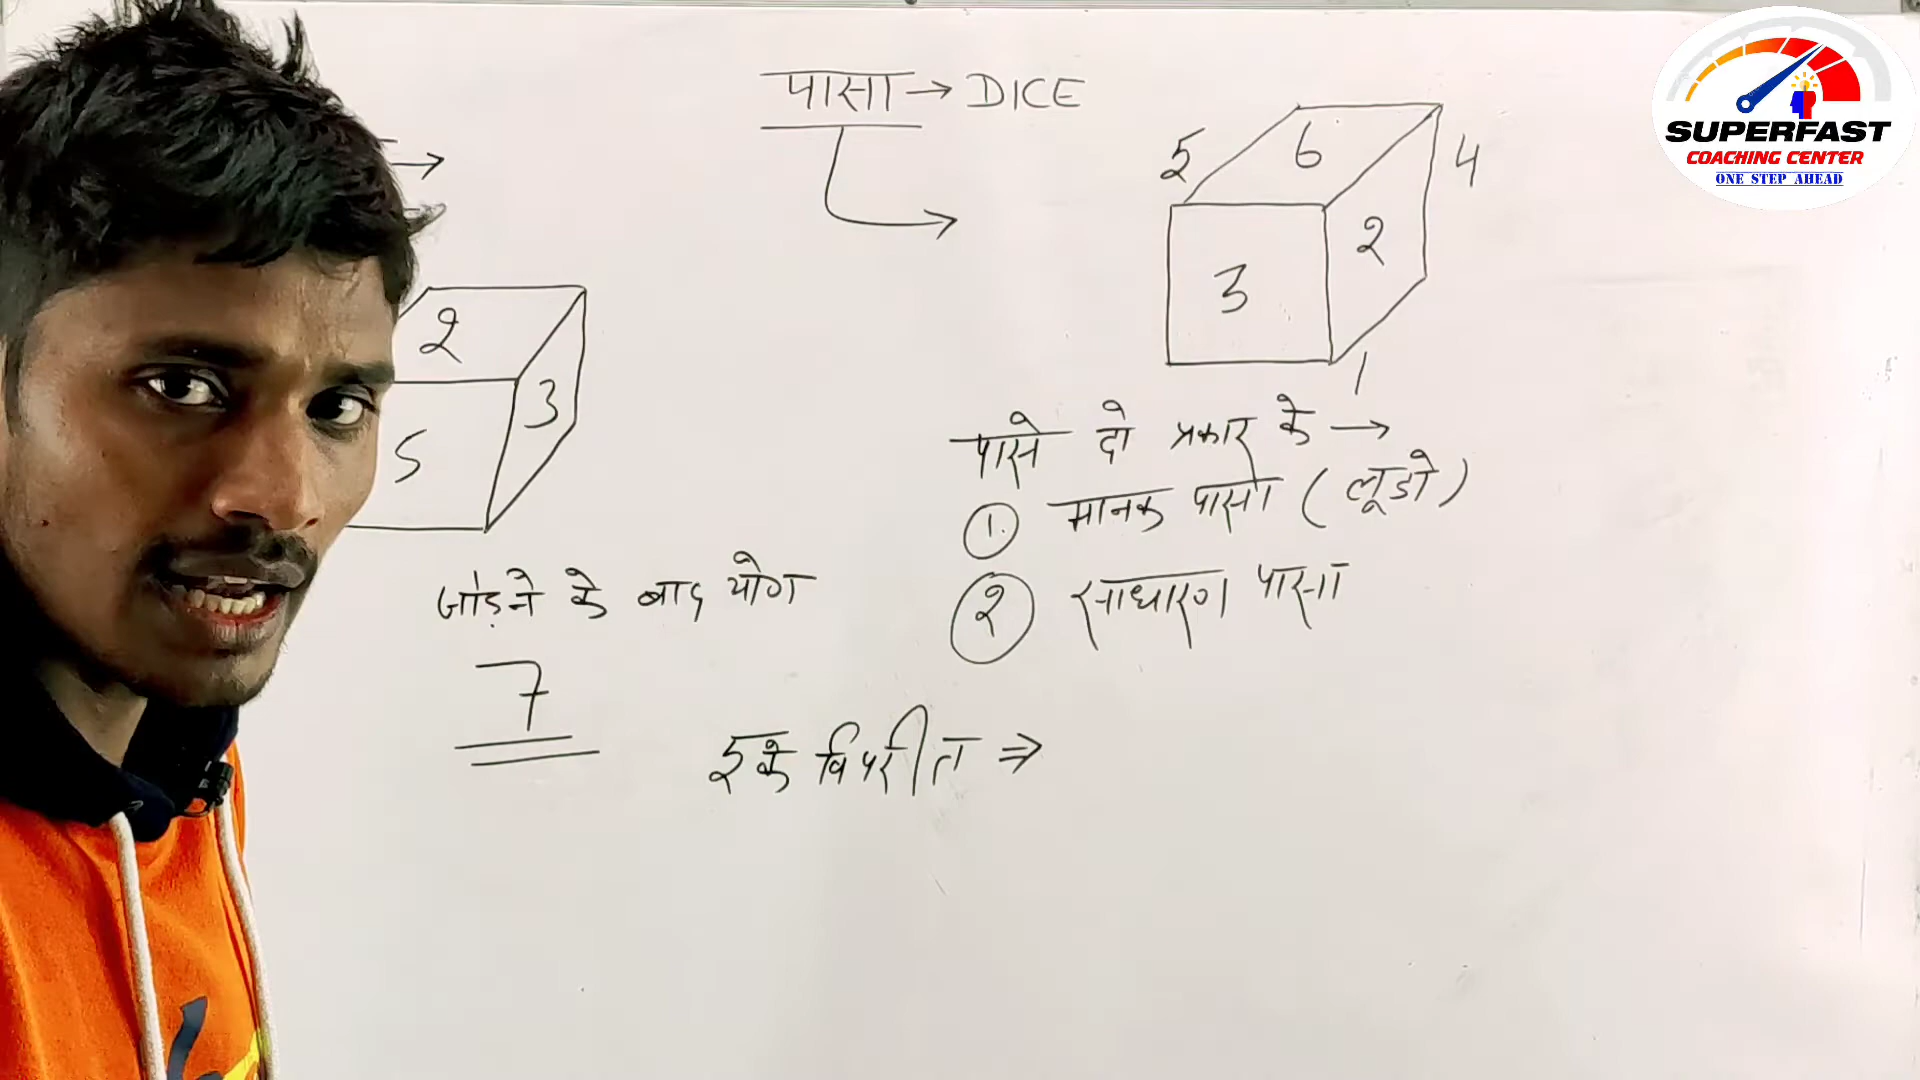 पासा → DICE
5
6
4
3
2
1
2
5
3
पासे दो प्रकार के →
1. मानक पासा (लूडो)
2 साधारण पासा
जोड़ने के बाद योग
7
इके विपरीत ⇒
SUPERFAST
COACHING CENTER
ONE STEP AHEAD